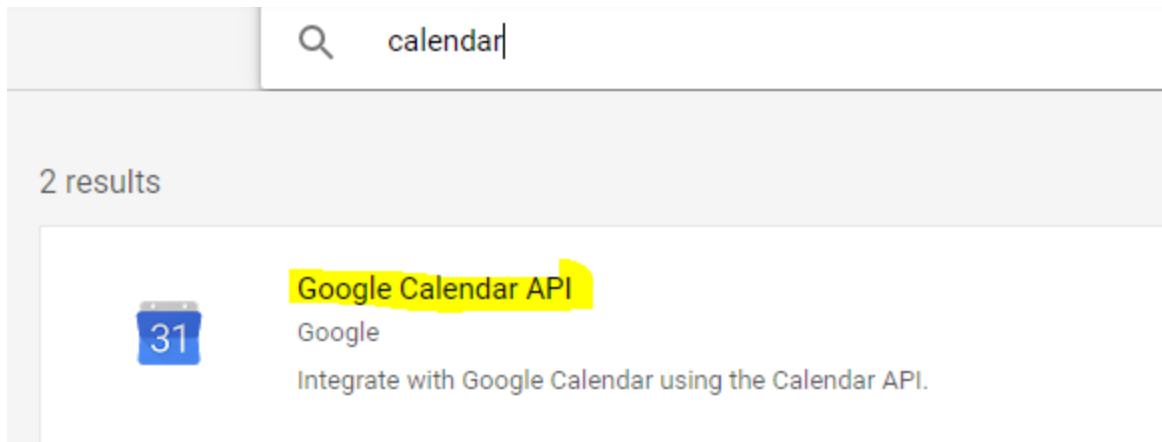 calendar
2 results
Google Calendar API
31
Google
Integrate with Google Calendar using the Calendar API.